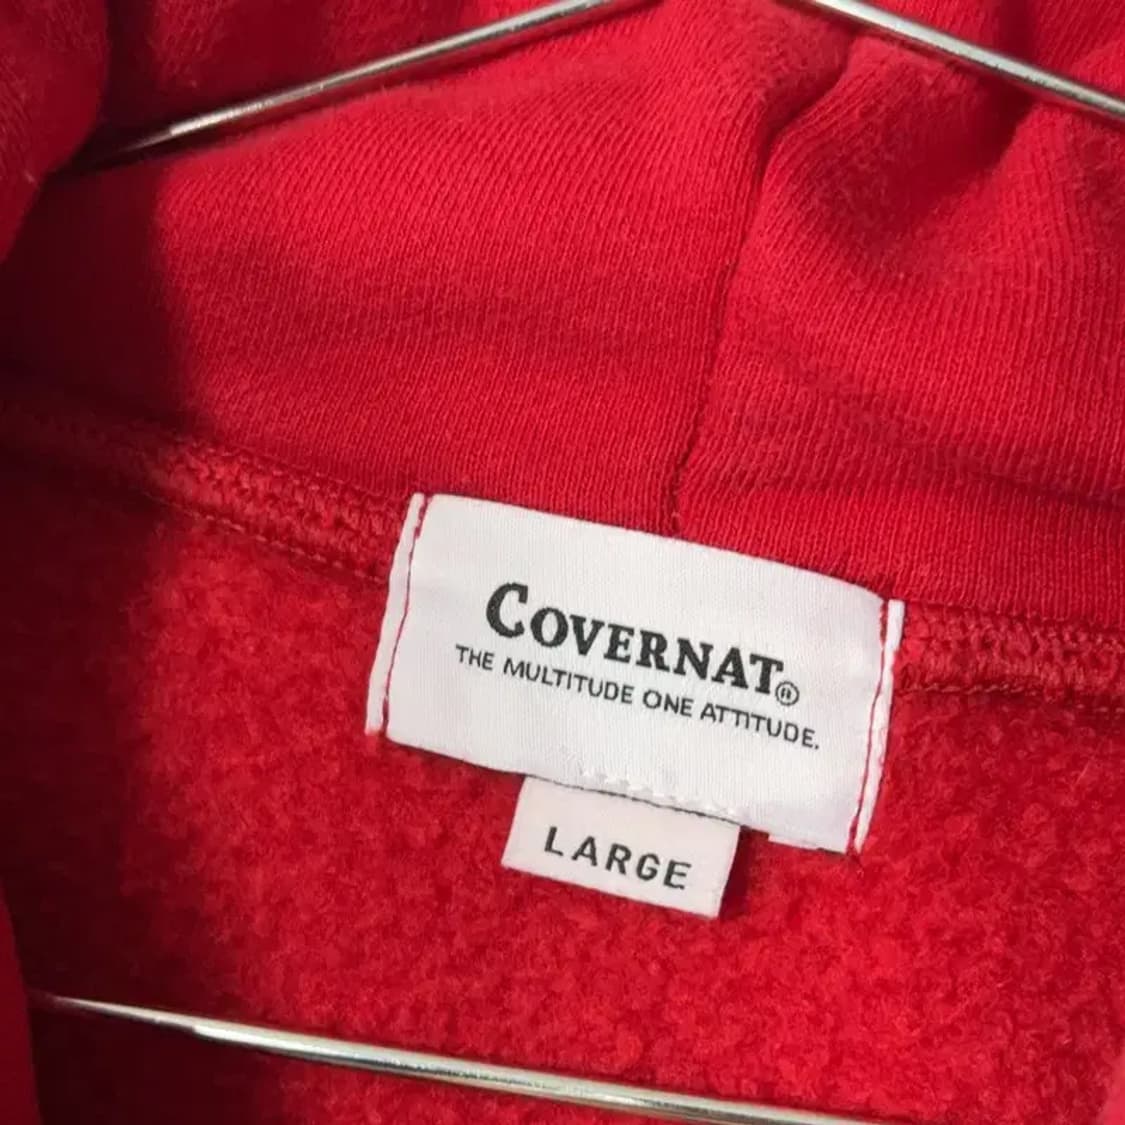 COVERNAT®
THE MULTITUDE ONE ATTITUDE.
LARGE